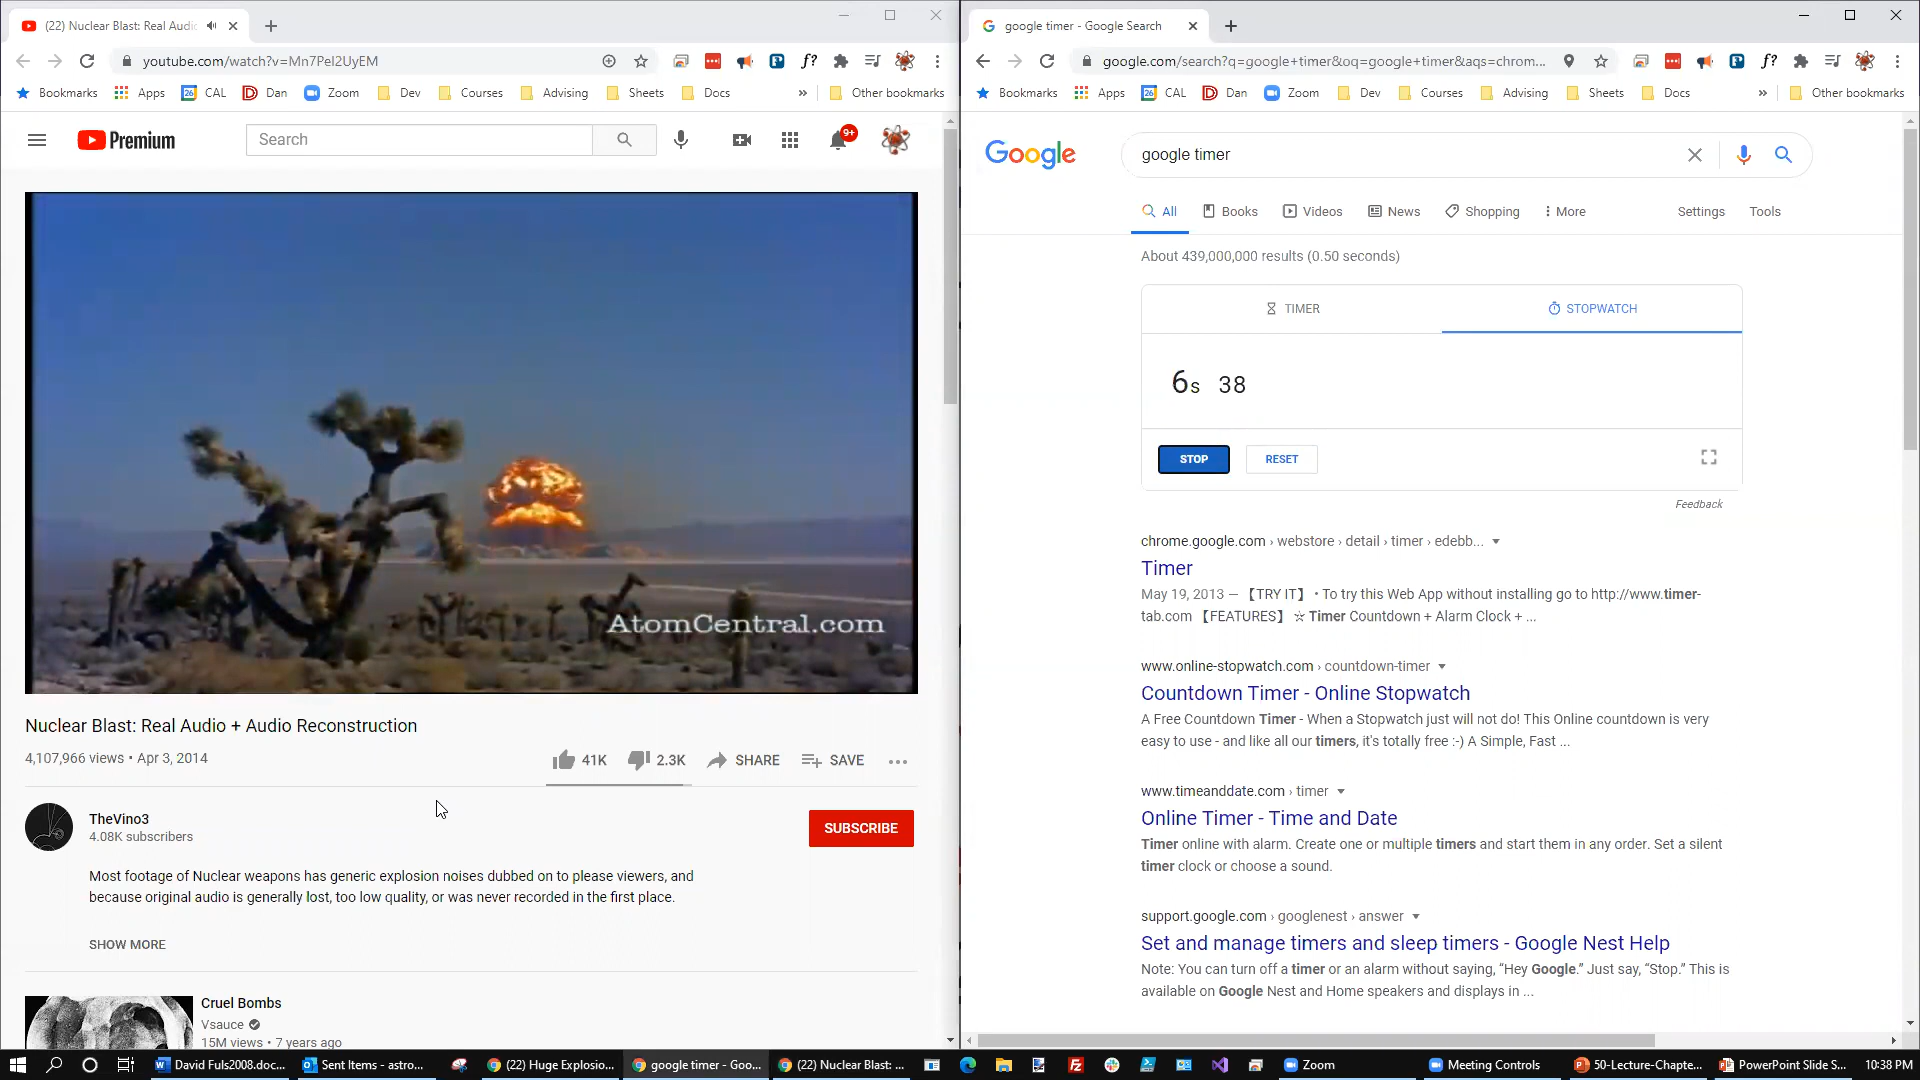 (22) Nuclear Blast: Real Audio
youtube.com/watch?v=Mn7Pel2UyEM
Bookmarks Apps CAL Dan Zoom Dev Courses Advising Sheets Docs » Other bookmarks
Premium
Search
9+
AtomCentral.com
Nuclear Blast: Real Audio + Audio Reconstruction
4,107,966 views • Apr 3, 2014
41K 2.3K SHARE SAVE
TheVino3
4.08K subscribers
SUBSCRIBE
Most footage of Nuclear weapons has generic explosion noises dubbed on to please viewers, and
because original audio is generally lost, too low quality, or was never recorded in the first place.
SHOW MORE
Cruel Bombs
Vsauce
15M views • 7 years ago
google timer - Google Search
google.com/search?q=google+timer&oq=google+timer&aqs=chrom...
Bookmarks Apps CAL Dan Zoom Dev Courses Advising Sheets Docs » Other bookmarks
Google
google timer
All Books Videos News Shopping More Settings Tools
About 439,000,000 results (0.50 seconds)
TIMER STOPWATCH
6s 38
STOP RESET
Feedback
chrome.google.com › webstore › detail › timer › edebb...
Timer
May 19, 2013 — 【TRY IT】 • To try this Web App without installing go to http://www.timer-
tab.com 【FEATURES】 ☆ Timer Countdown + Alarm Clock + ...
www.online-stopwatch.com › countdown-timer
Countdown Timer - Online Stopwatch
A Free Countdown Timer - When a Stopwatch just will not do! This Online countdown is very
easy to use - and like all our timers, it's totally free :-) A Simple, Fast ...
www.timeanddate.com › timer
Online Timer - Time and Date
Timer online with alarm. Create one or multiple timers and start them in any order. Set a silent
timer clock or choose a sound.
support.google.com › googlenest › answer
Set and manage timers and sleep timers - Google Nest Help
Note: You can turn off a timer or an alarm without saying, “Hey Google.” Just say, “Stop.” This is
available on Google Nest and Home speakers and displays in ...
David Fuls2008.doc... Sent Items - astro... (22) Huge Explosio... google timer - Goo... (22) Nuclear Blast: ... Zoom Meeting Controls 50-Lecture-Chapte... PowerPoint Slide S... 10:38 PM